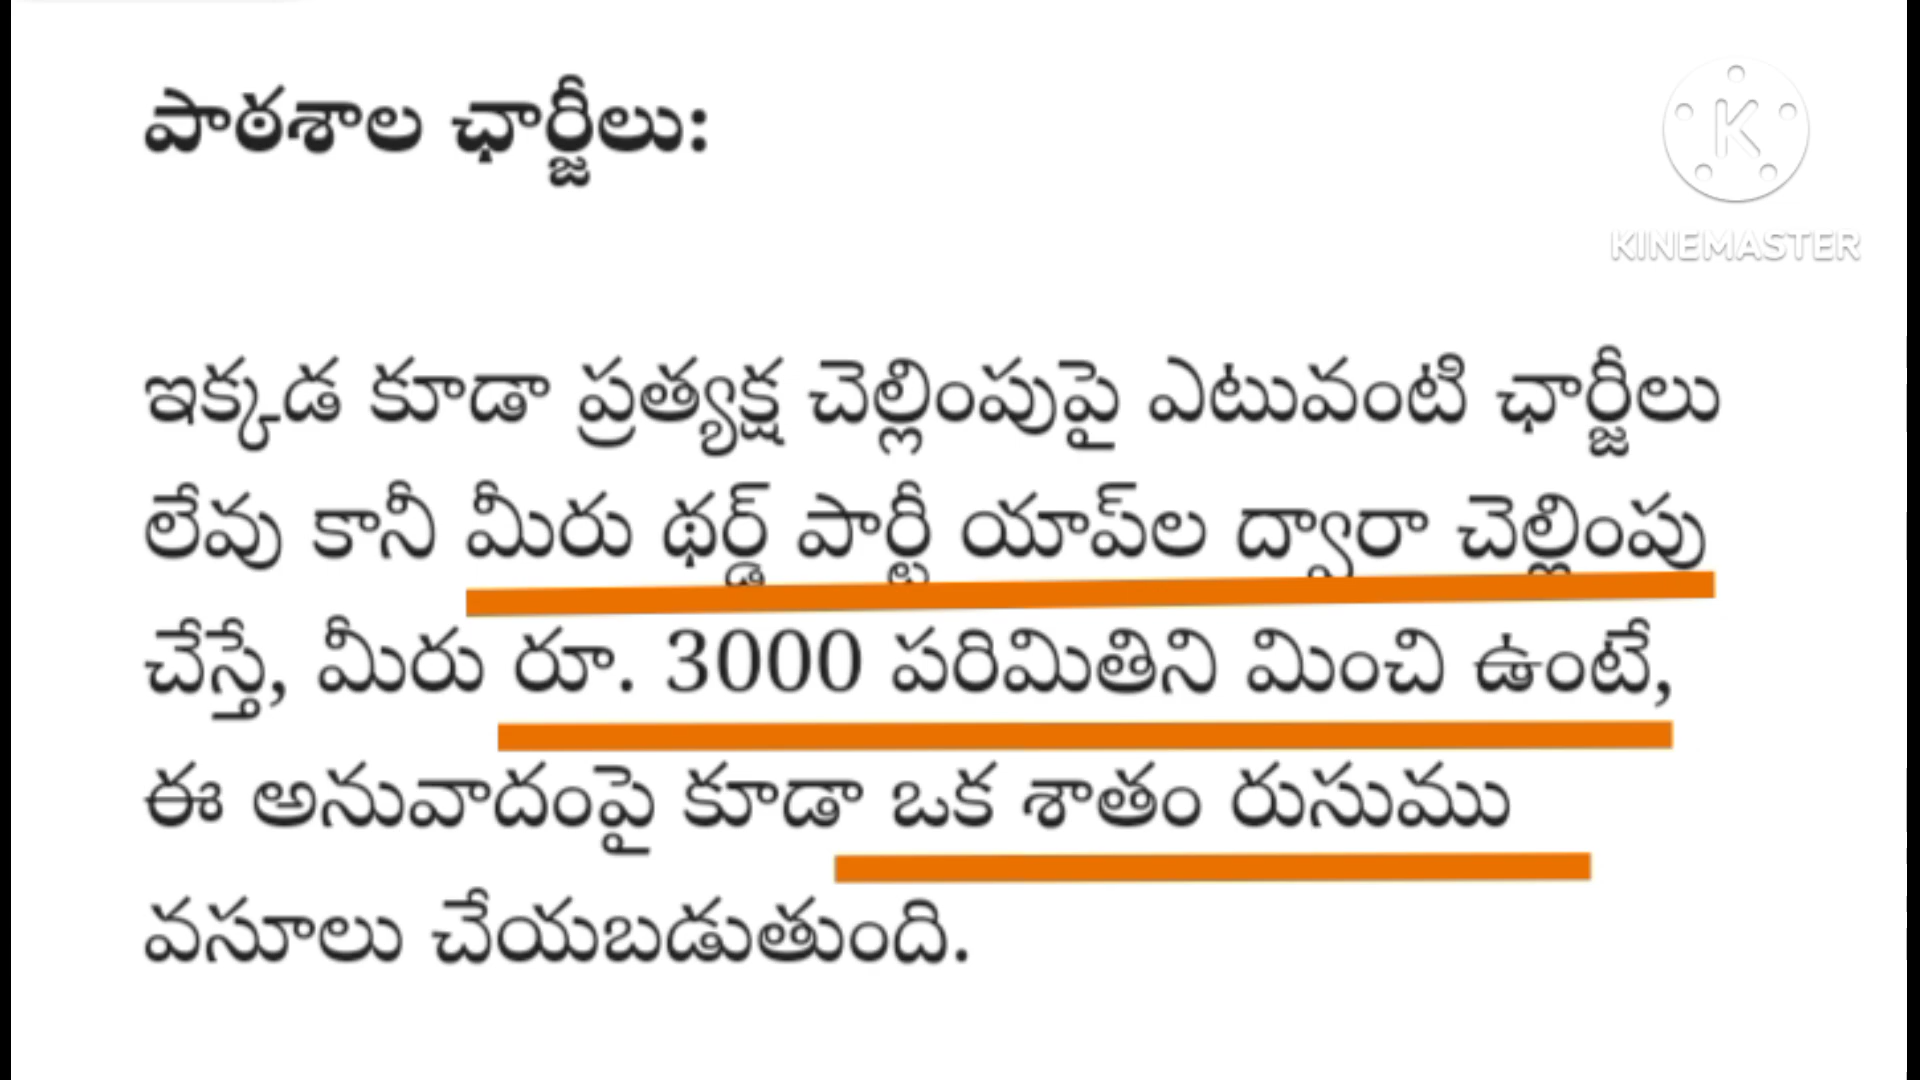 పాఠశాల ఛార్జీలు:
KINEMASTER
ఇక్కడ కూడా ప్రత్యక్ష చెల్లింపుపై ఎటువంటి ఛార్జీలు
లేవు కానీ మీరు థర్డ్ పార్టీ యాప్‌ల ద్వారా చెల్లింపు
చేస్తే, మీరు రూ. 3000 పరిమితిని మించి ఉంటే,
ఈ అనువాదంపై కూడా ఒక శాతం రుసుము
వసూలు చేయబడుతుంది.